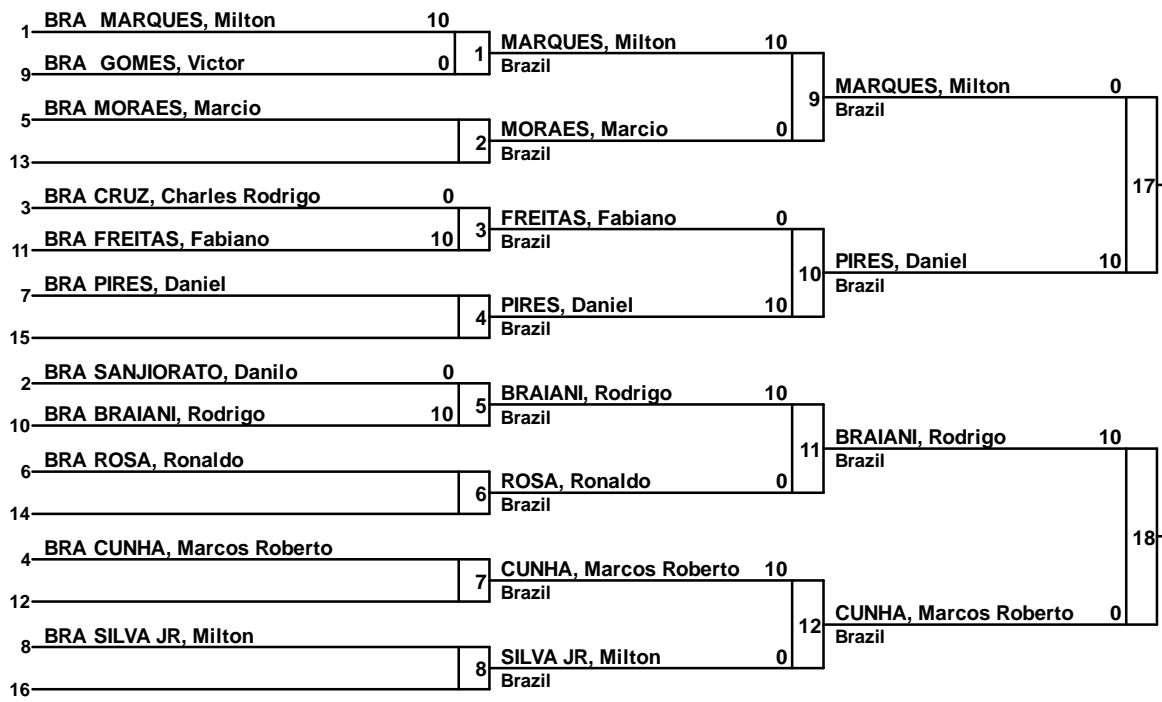 1 BRA MARQUES, Milton 10
9 BRA GOMES, Victor 0
1
5 BRA MORAES, Marcio
13
2
3 BRA CRUZ, Charles Rodrigo 0
11 BRA FREITAS, Fabiano 10
3
7 BRA PIRES, Daniel
15
4
2 BRA SANJIORATO, Danilo 0
10 BRA BRAIANI, Rodrigo 10
5
6 BRA ROSA, Ronaldo
14
6
4 BRA CUNHA, Marcos Roberto
12
7
8 BRA SILVA JR, Milton
16
8
MARQUES, Milton 10
Brazil
MORAES, Marcio 0
Brazil
9
FREITAS, Fabiano 0
Brazil
PIRES, Daniel 10
Brazil
10
BRAIANI, Rodrigo 10
Brazil
ROSA, Ronaldo 0
Brazil
11
CUNHA, Marcos Roberto 10
Brazil
SILVA JR, Milton 0
Brazil
12
MARQUES, Milton 0
Brazil
PIRES, Daniel 10
Brazil
17
BRAIANI, Rodrigo 10
Brazil
CUNHA, Marcos Roberto 0
Brazil
18